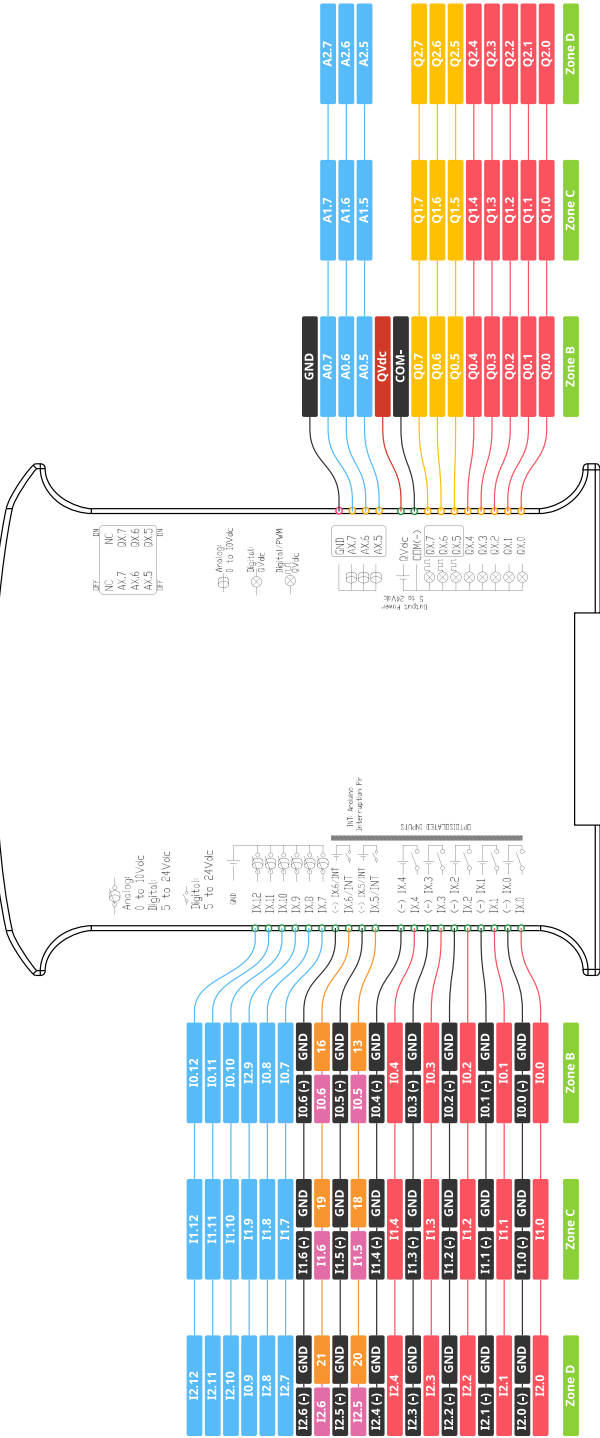 A2.7
A2.6
A2.5
Q2.7
Q2.6
Q2.5
Q2.4
Q2.3
Q2.2
Q2.1
Q2.0
Zone D
A1.7
A1.6
A1.5
Q1.7
Q1.6
Q1.5
Q1.4
Q1.3
Q1.2
Q1.1
Q1.0
Zone C
GND
A0.7
A0.6
A0.5
QVdc
COM-
Q0.7
Q0.6
Q0.5
Q0.4
Q0.3
Q0.2
Q0.1
Q0.0
Zone B
OFF ON
NC NC
AX.7 QX.7
AX.6 QX.6
AX.5 QX.5
OFF ON
Analog:
0 to 10Vdc
Digital:
QVdc
Digital/PWM
QVdc
GND
AX.7
AX.6
AX.5
QVdc
COM(-)
QX.7
QX.6
QX.5
QX.4
QX.3
QX.2
QX.1
QX.0
Output Power
5 to 24Vdc
INT: Arduino
Interruption Pin
OPTOISOLATED INPUTS
Analog:
0 to 10Vdc
Digital:
5 to 24Vdc
Digital:
5 to 24Vdc
GND
IX.12
IX.11
IX.10
IX.9
IX.8
IX.7
(-) IX.6/INT
IX.6/INT
(-) IX.5/INT
IX.5/INT
(-) IX.4
IX.4
(-) IX.3
IX.3
(-) IX.2
IX.2
(-) IX.1
IX.1
(-) IX.0
IX.0
I0.12
I0.11
I0.10
I2.9
I0.8
I0.7
I0.6 (-) GND
I0.6 16
I0.5 (-) GND
I0.5 13
I0.4 (-) GND
I0.4
I0.3 (-) GND
I0.3
I0.2 (-) GND
I0.2
I0.1 (-) GND
I0.1
I0.0 (-) GND
I0.0
Zone B
I1.12
I1.11
I1.10
I1.9
I1.8
I1.7
I1.6 (-) GND
I1.6 19
I1.5 (-) GND
I1.5 18
I1.4 (-) GND
I1.4
I1.3 (-) GND
I1.3
I1.2 (-) GND
I1.2
I1.1 (-) GND
I1.1
I1.0 (-) GND
I1.0
Zone C
I2.12
I2.11
I2.10
I0.9
I2.8
I2.7
I2.6 (-) GND
I2.6 21
I2.5 (-) GND
I2.5 20
I2.4 (-) GND
I2.4
I2.3 (-) GND
I2.3
I2.2 (-) GND
I2.2
I2.1 (-) GND
I2.1
I2.0 (-) GND
I2.0
Zone D